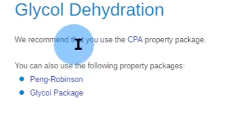 Glycol Dehydration
We recommend that you use the CPA property package.
You can also use the following property packages:
Peng-Robinson
Glycol Package